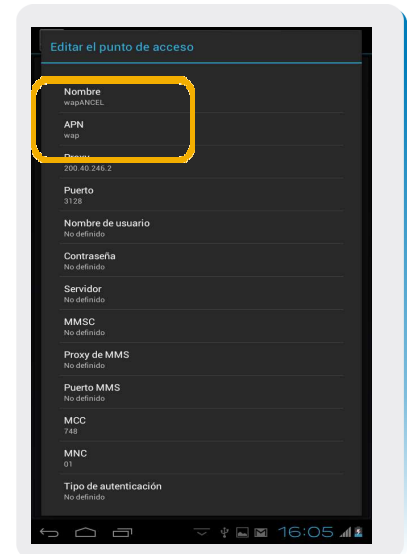 Editar el punto de acceso
Nombre
wapANCEL
APN
wap
Proxy
200.40.246.2
Puerto
3128
Nombre de usuario
No definido
Contraseña
No definido
Servidor
No definido
MMSC
No definido
Proxy de MMS
No definido
Puerto MMS
No definido
MCC
748
MNC
01
Tipo de autenticación
No definido
16:05